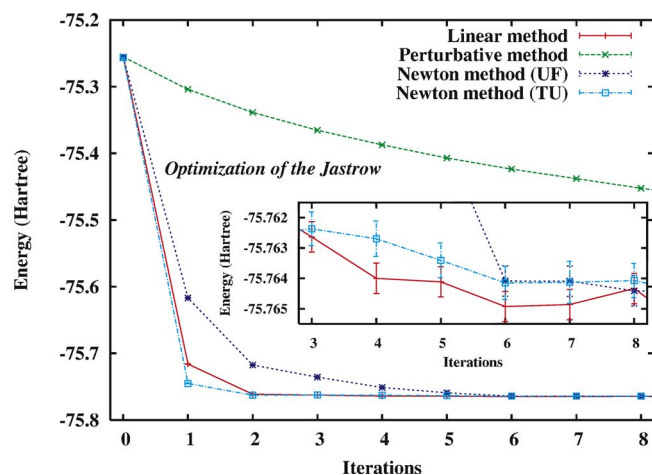 Energy (Hartree)
-75.2
-75.3
-75.4
-75.5
-75.6
-75.7
-75.8
Linear method
Perturbative method
Newton method (UF)
Newton method (TU)
Optimization of the Jastrow
Energy (Hartree)
-75.762
-75.763
-75.764
-75.765
3 4 5 6 7 8
Iterations
0 1 2 3 4 5 6 7 8
Iterations